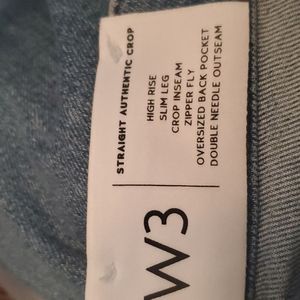 STRAIGHT AUTHENTIC CROP
HIGH RISE
SLIM LEG
CROP INSEAM
ZIPPER FLY
OVERSIZED BACK POCKET
DOUBLE NEEDLE OUTSEAM
W3